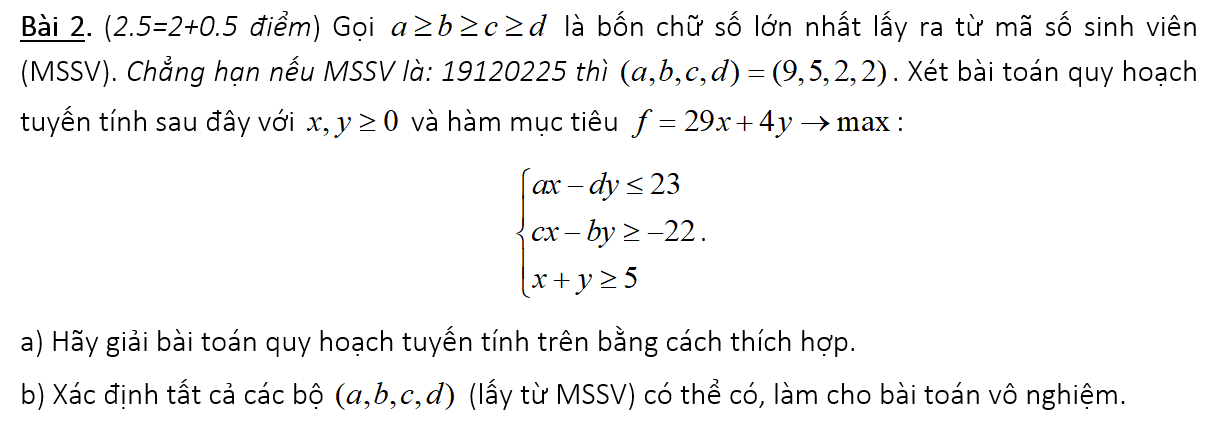 Bài 2. (2.5=2+0.5 điểm) Gọi a ≥ b ≥ c ≥ d là bốn chữ số lớn nhất lấy ra từ mã số sinh viên
(MSSV). Chẳng hạn nếu MSSV là: 19120225 thì (a,b,c,d) = (9,5,2,2). Xét bài toán quy hoạch
tuyến tính sau đây với x, y ≥ 0 và hàm mục tiêu f = 29x + 4y → max :
{ ax – dy ≤ 23
cx – by ≥ –22 .
x + y ≥ 5
a) Hãy giải bài toán quy hoạch tuyến tính trên bằng cách thích hợp.
b) Xác định tất cả các bộ (a,b,c,d) (lấy từ MSSV) có thể có, làm cho bài toán vô nghiệm.